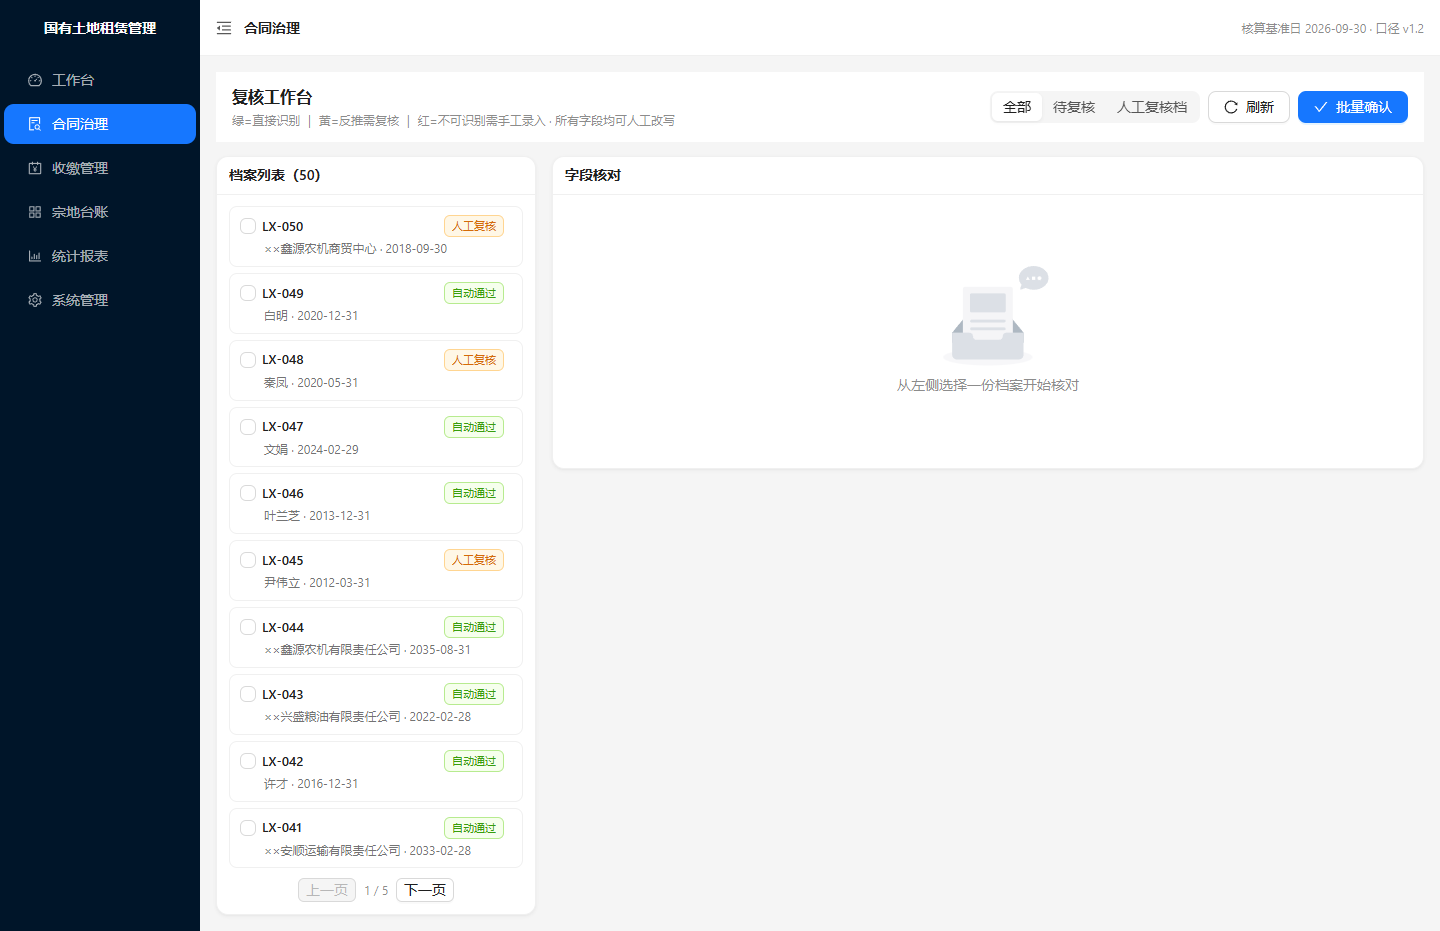 国有土地租赁管理
工作台
合同治理
收缴管理
宗地台账
统计报表
系统管理
合同治理
核算基准日 2026-09-30 · 口径 v1.2
复核工作台
绿=直接识别 ｜ 黄=反推需复核 ｜ 红=不可识别需手工录入 · 所有字段均可人工改写
全部
待复核
人工复核档
刷新
批量确认
档案列表（50）
LX-050
人工复核
××鑫源农机商贸中心 · 2018-09-30
LX-049
自动通过
白明 · 2020-12-31
LX-048
人工复核
秦凤 · 2020-05-31
LX-047
自动通过
文娟 · 2024-02-29
LX-046
自动通过
叶兰芝 · 2013-12-31
LX-045
人工复核
尹伟立 · 2012-03-31
LX-044
自动通过
××鑫源农机有限责任公司 · 2035-08-31
LX-043
自动通过
××兴盛粮油有限责任公司 · 2022-02-28
LX-042
自动通过
许才 · 2016-12-31
LX-041
自动通过
××安顺运输有限责任公司 · 2033-02-28
上一页
1 / 5
下一页
字段核对
从左侧选择一份档案开始核对